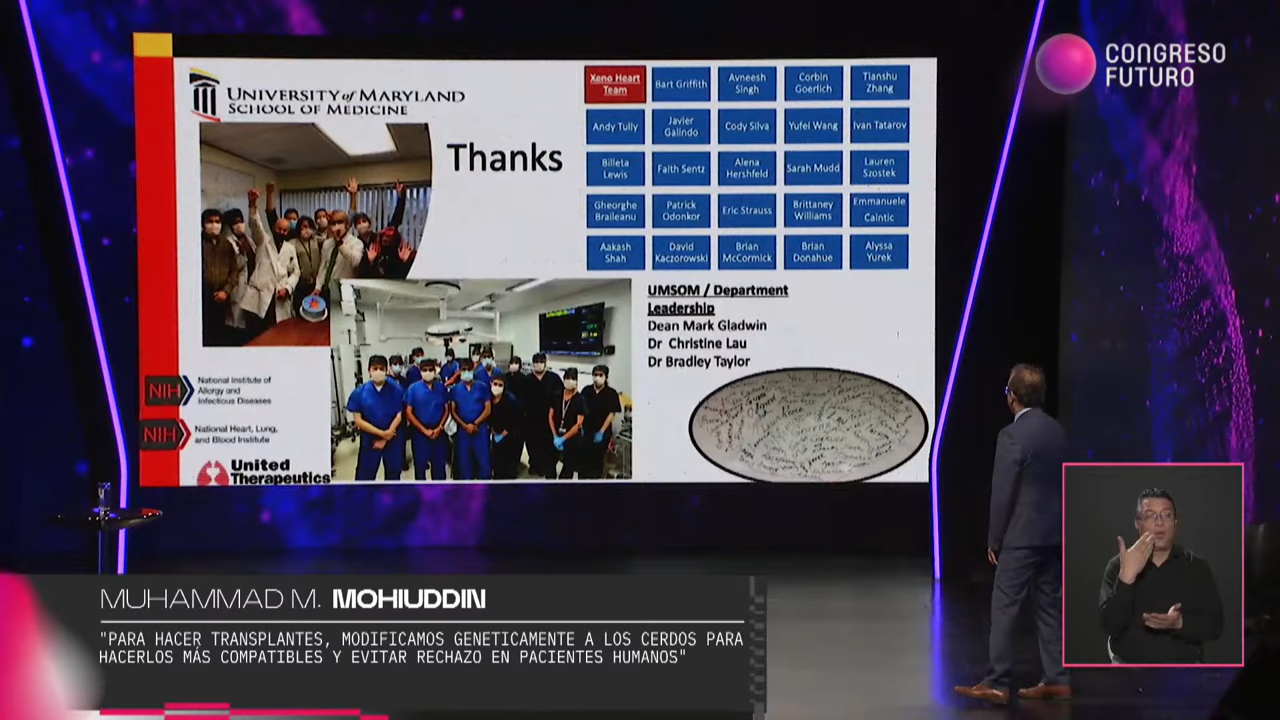 CONGRESO
FUTURO
UNIVERSITY of MARYLAND
SCHOOL OF MEDICINE
Thanks
Xeno Heart
Team
Bart Griffith
Avneesh
Singh
Corbin
Goerlich
Tianshu
Zhang
Andy Tully
Javier
Galindo
Cody Silva
Yufei Wang
Ivan Tatarov
Billeta
Lewis
Faith Sentz
Alena
Hershfeld
Sarah Mudd
Lauren
Szostek
Gheorghe
Braileanu
Patrick
Odonkor
Eric Strauss
Brittaney
Williams
Emmanuele
Caintic
Aakash
Shah
David
Kaczorowski
Brian
McCormick
Brian
Donahue
Alyssa
Yurek
UMSOM / Department
Leadership
Dean Mark Gladwin
Dr Christine Lau
Dr Bradley Taylor
NIH
National Institute of
Allergy and
Infectious Diseases
NIH
National Heart, Lung,
and Blood Institute
United
Therapeutics
MUHAMMAD M. MOHIUDDIN
"PARA HACER TRANSPLANTES, MODIFICAMOS GENETICAMENTE A LOS CERDOS PARA
HACERLOS MÁS COMPATIBLES Y EVITAR RECHAZO EN PACIENTES HUMANOS"